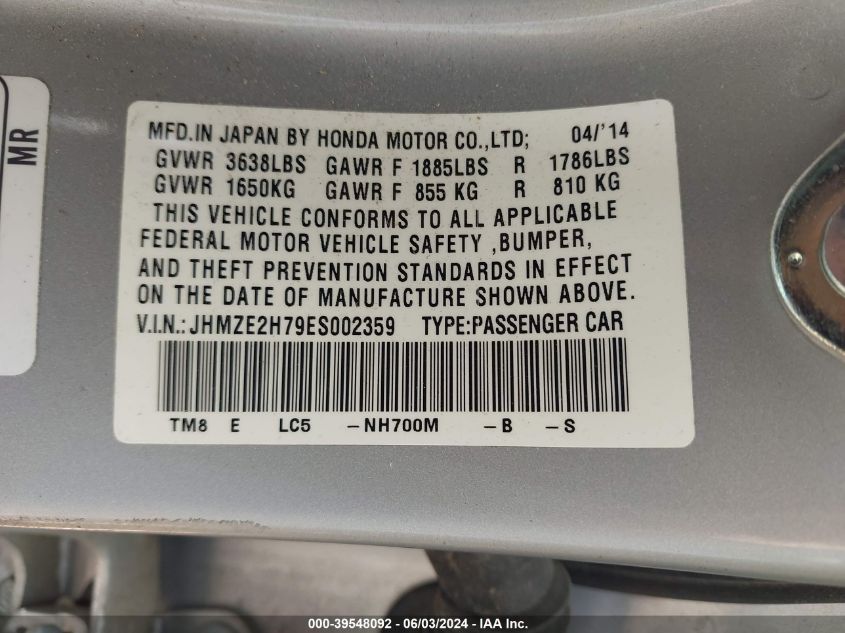 MR
MFD.IN JAPAN BY HONDA MOTOR CO.,LTD; 04/'14
GVWR 3638LBS GAWR F 1885LBS R 1786LBS
GVWR 1650KG GAWR F 855 KG R 810 KG
THIS VEHICLE CONFORMS TO ALL APPLICABLE
FEDERAL MOTOR VEHICLE SAFETY ,BUMPER,
AND THEFT PREVENTION STANDARDS IN EFFECT
ON THE DATE OF MANUFACTURE SHOWN ABOVE.
V.I.N.:JHMZE2H79ES002359 TYPE:PASSENGER CAR
TM8 E LC5 -NH700M -B -S
000-39548092 - 06/03/2024 - IAA Inc.